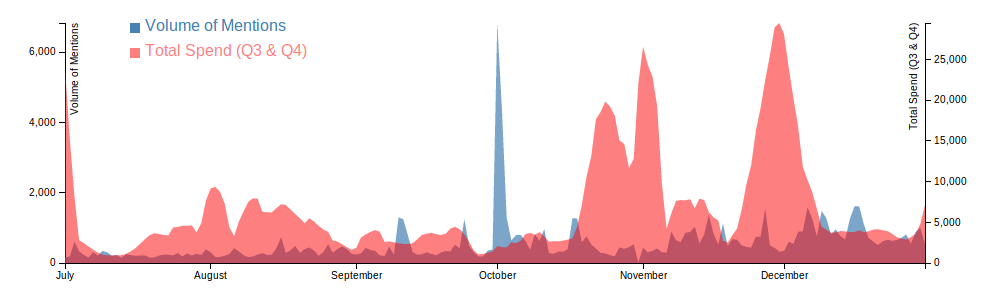 Volume of Mentions
Total Spend (Q3 & Q4)
Volume of Mentions
6,000
4,000
2,000
0
Total Spend (Q3 & Q4)
25,000
20,000
15,000
10,000
5,000
0
July August September October November December